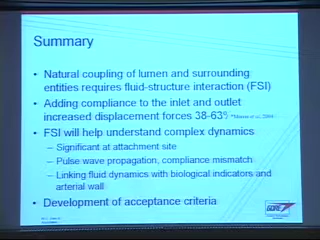 Summary
• Natural coupling of lumen and surrounding
entities requires fluid-structure interaction (FSI)
• Adding compliance to the inlet and outlet
increased displacement forces 38-63%
• FSI will help understand complex dynamics
– Significant at attachment site
– Pulse wave propagation, compliance mismatch
– Linking fluid dynamics with biological indicators and
arterial wall
• Development of acceptance criteria
GORE